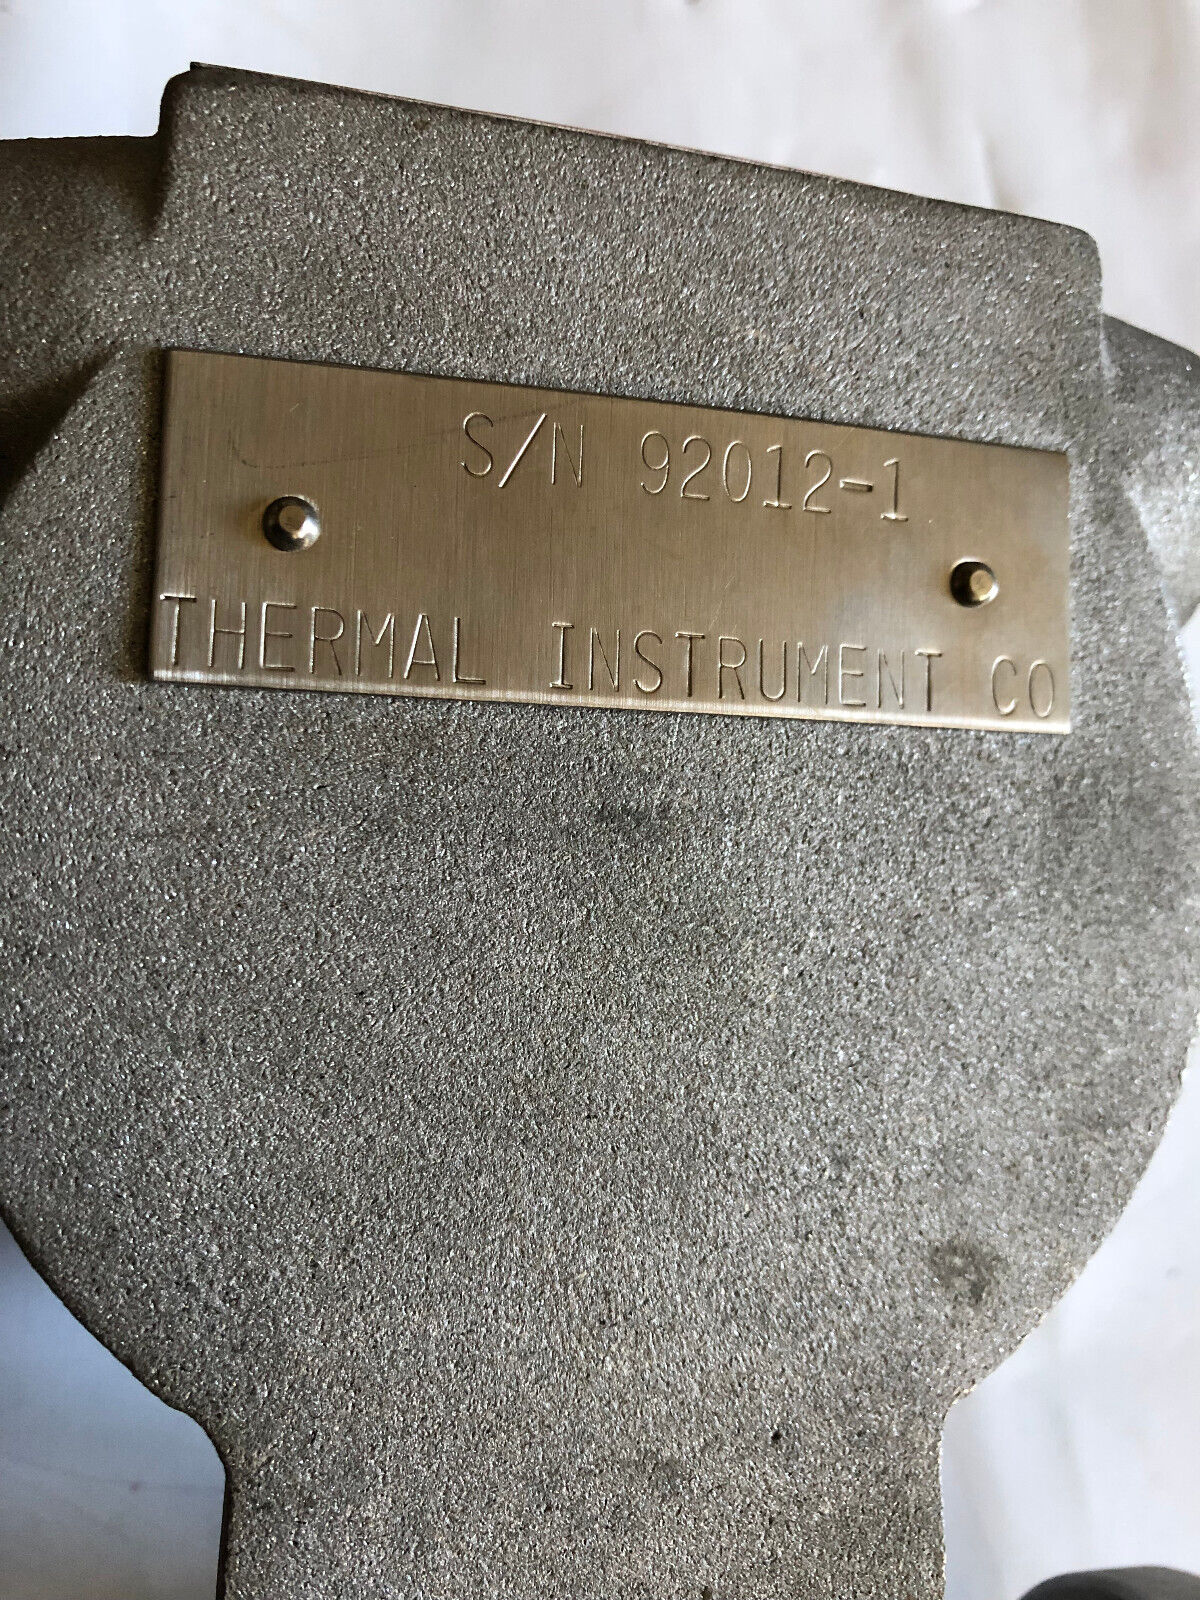 S/N 92012-1
THERMAL INSTRUMENT CO